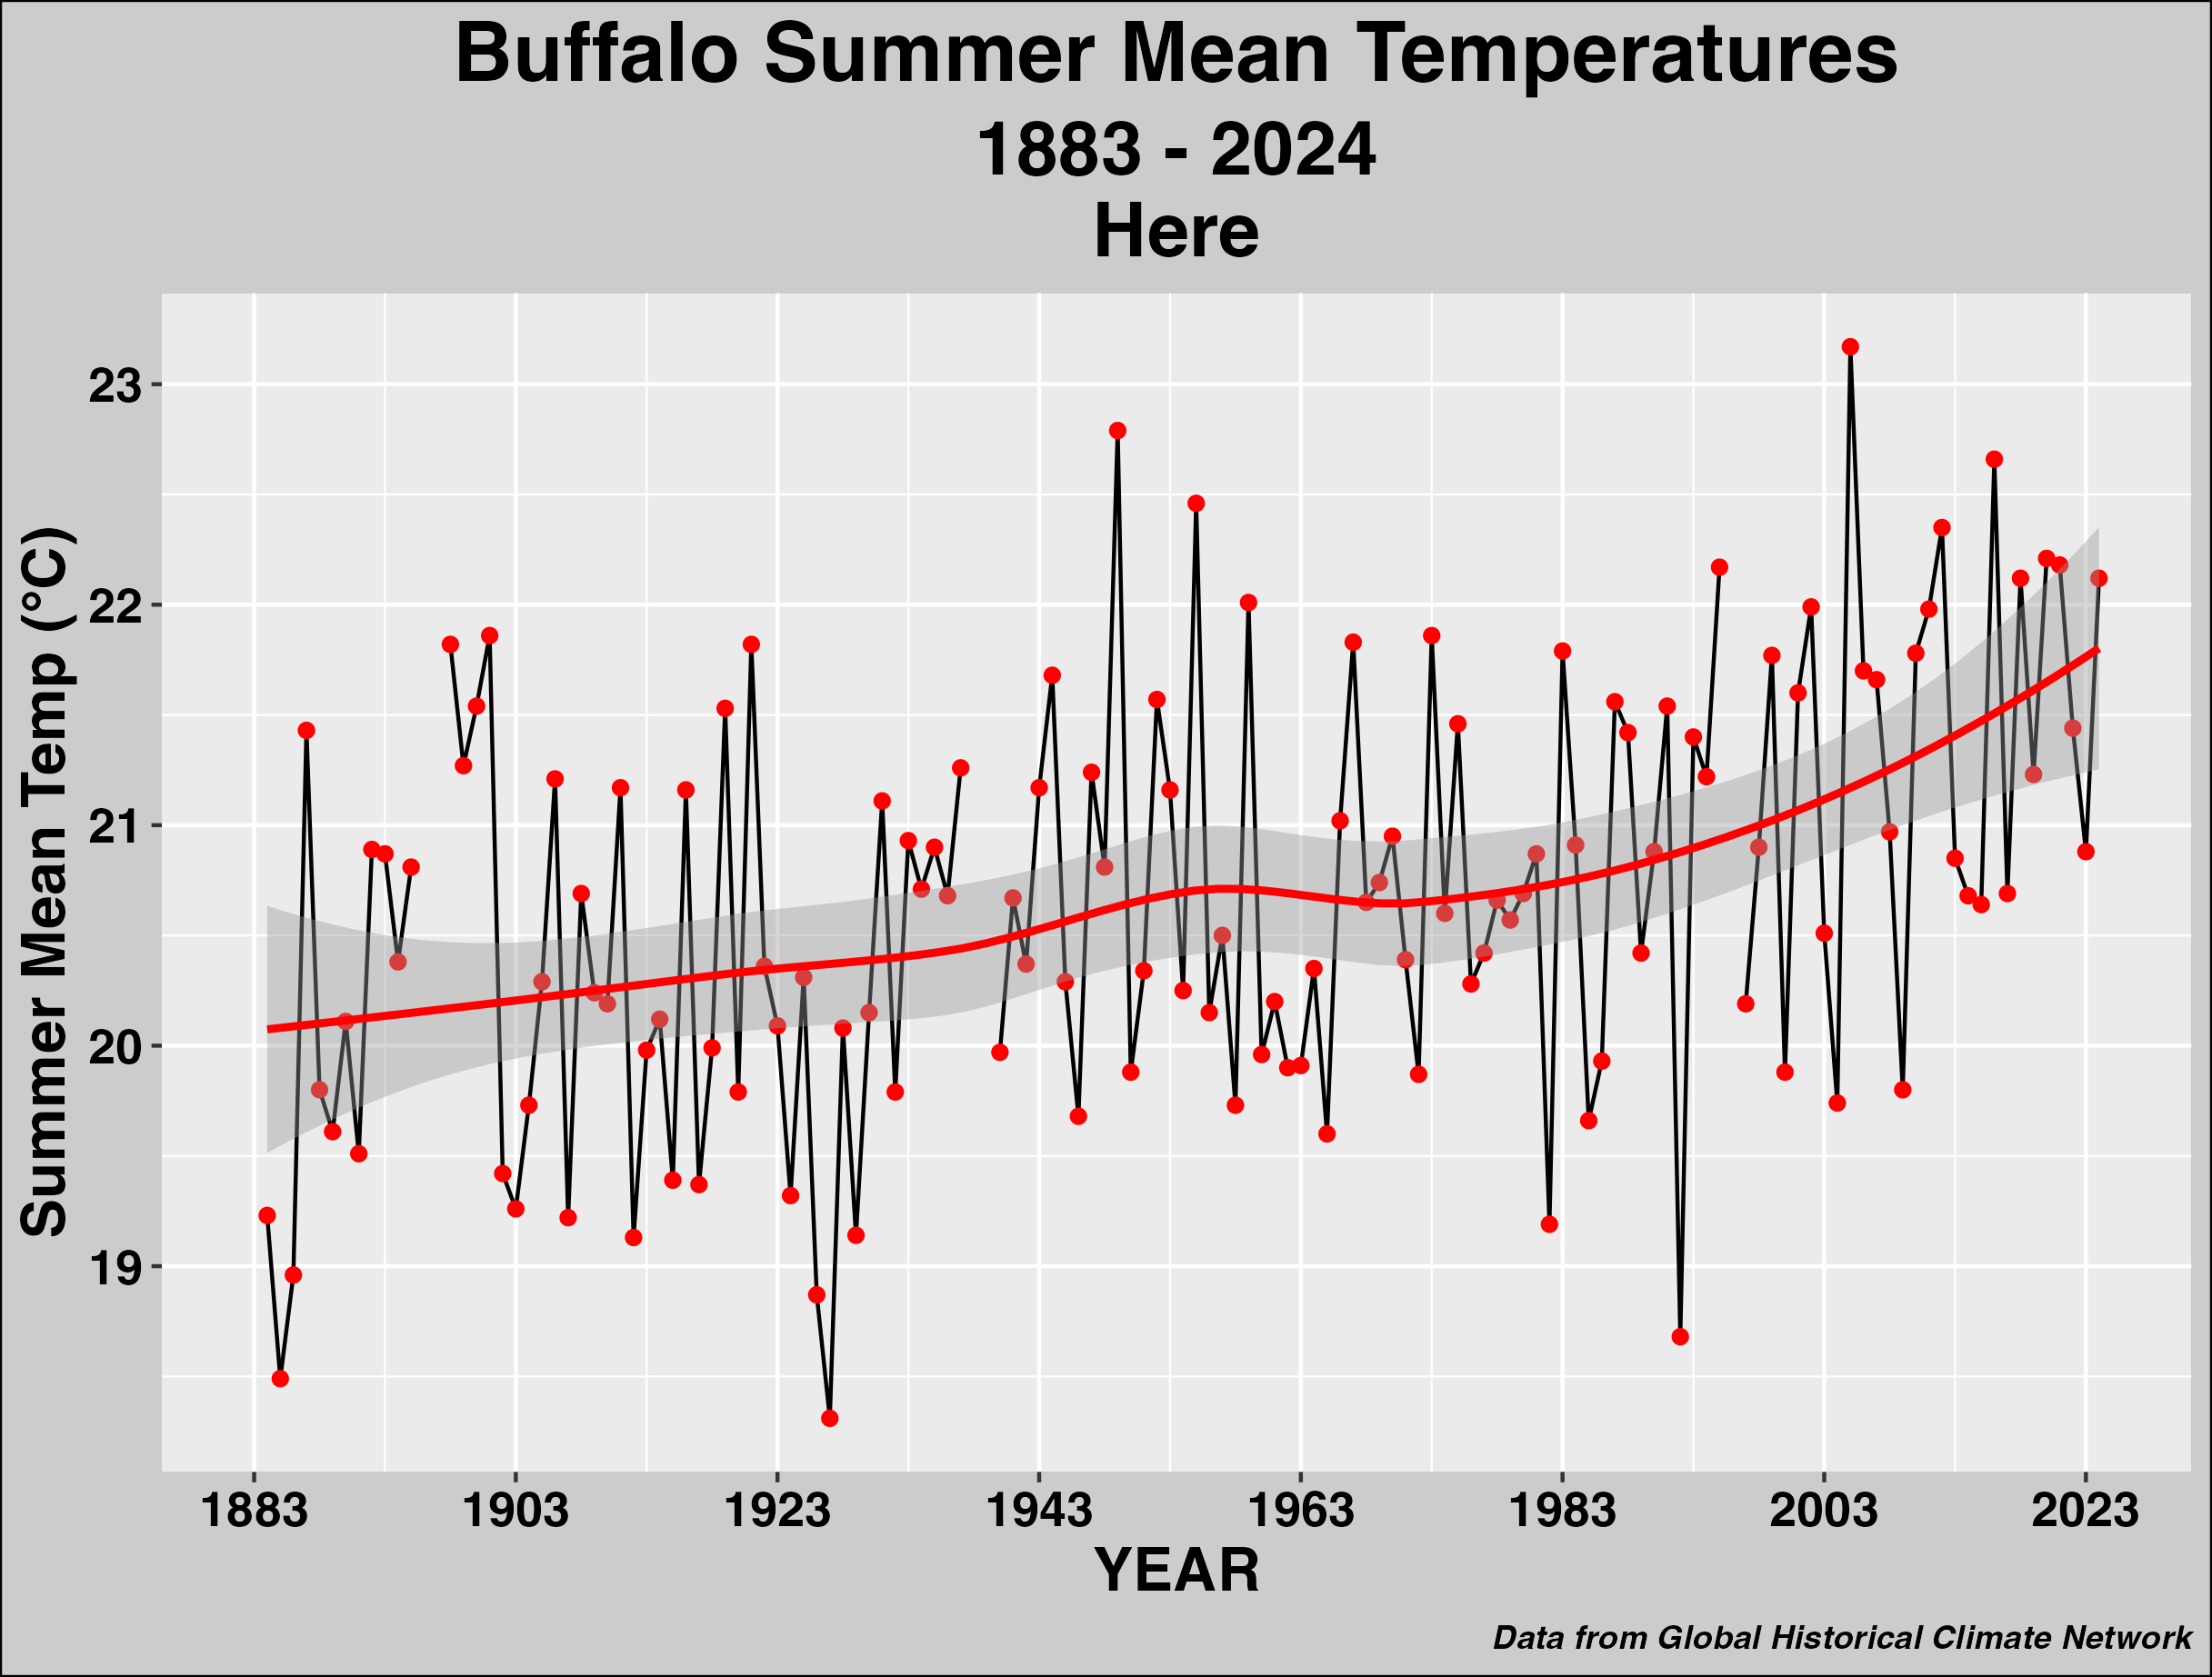 Buffalo Summer Mean Temperatures
1883 - 2024
Here
Summer Mean Temp (°C)
23
22
21
20
19
1883 1903 1923 1943 1963 1983 2003 2023
YEAR
Data from Global Historical Climate Network